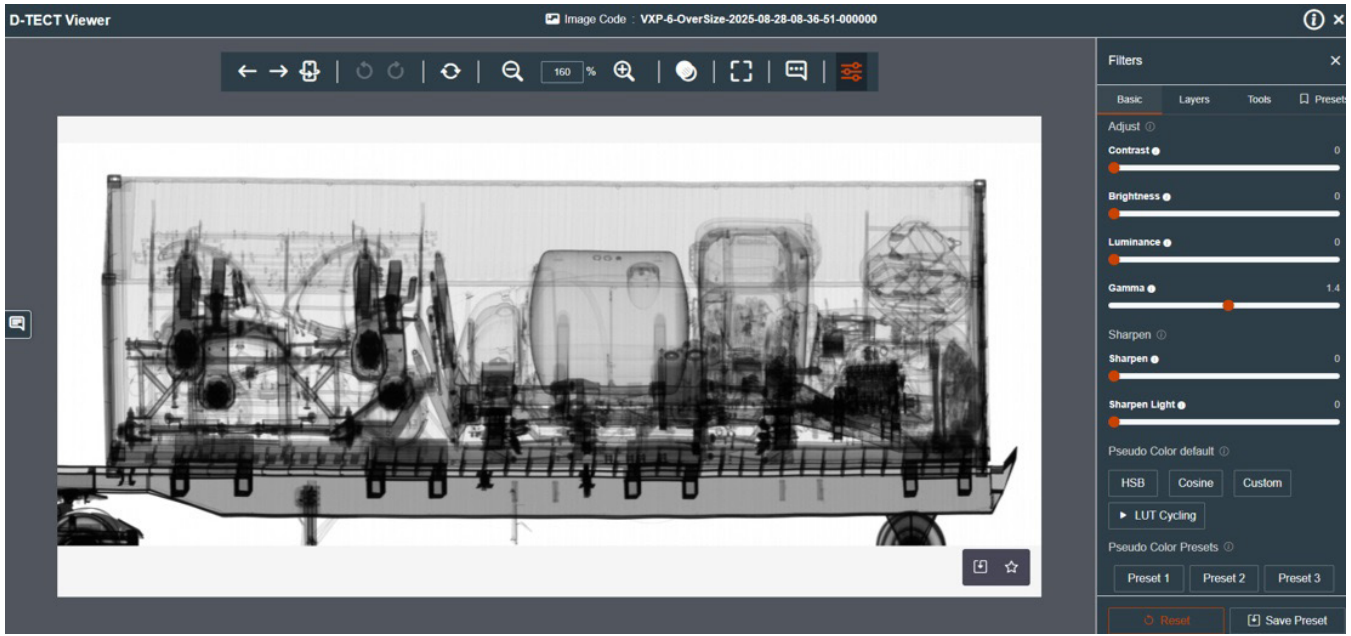 D-TECT Viewer
Image Code : VXP-6-OverSize-2025-08-28-08-36-51-000000
160 %
Filters
Basic Layers Tools Presets
Adjust
Contrast 0
Brightness 0
Luminance 0
Gamma 1.4
Sharpen
Sharpen 0
Sharpen Light 0
Pseudo Color default
HSB Cosine Custom
LUT Cycling
Pseudo Color Presets
Preset 1 Preset 2 Preset 3
Reset Save Preset